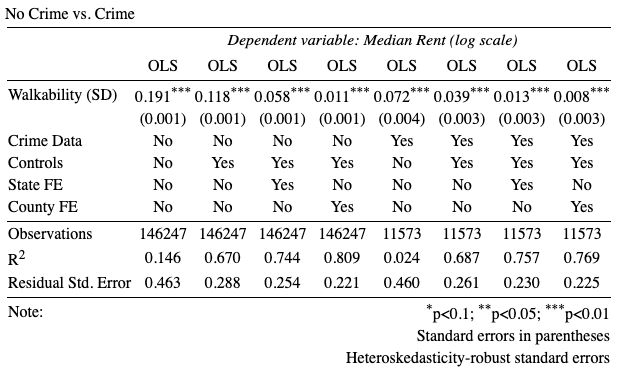 No Crime vs. Crime
Dependent variable: Median Rent (log scale)
OLS OLS OLS OLS OLS OLS OLS OLS
Walkability (SD) 0.191*** 0.118*** 0.058*** 0.011*** 0.072*** 0.039*** 0.013*** 0.008***
(0.001) (0.001) (0.001) (0.001) (0.004) (0.003) (0.003) (0.003)
Crime Data No No No No Yes Yes Yes Yes
Controls No Yes Yes Yes No Yes Yes Yes
State FE No No Yes No No No Yes No
County FE No No No Yes No No No Yes
Observations 146247 146247 146247 146247 11573 11573 11573 11573
R² 0.146 0.670 0.744 0.809 0.024 0.687 0.757 0.769
Residual Std. Error 0.463 0.288 0.254 0.221 0.460 0.261 0.230 0.225
Note: *p<0.1; **p<0.05; ***p<0.01
Standard errors in parentheses
Heteroskedasticity-robust standard errors